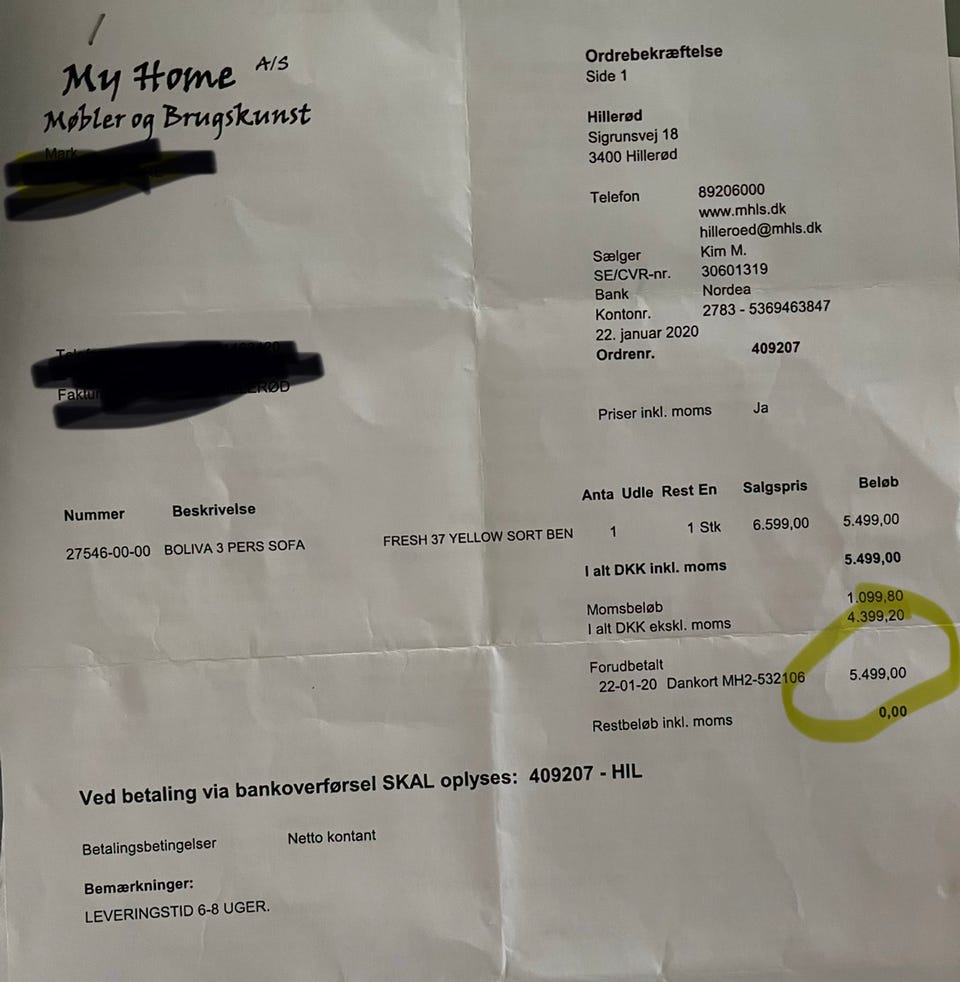 My Home A/S
Møbler og Brugskunst
Mark
Ordrebekræftelse
Side 1
Hillerød
Sigrunsvej 18
3400 Hillerød
Telefon 89206000
www.mhls.dk
hilleroed@mhls.dk
Sælger Kim M.
SE/CVR-nr. 30601319
Bank Nordea
Kontonr. 2783 - 5369463847
22. januar 2020
Ordrenr. 409207
Priser inkl. moms Ja
Nummer Beskrivelse Anta Udle Rest En Salgspris Beløb
27546-00-00 BOLIVA 3 PERS SOFA FRESH 37 YELLOW SORT BEN 1 1 Stk 6.599,00 5.499,00
I alt DKK inkl. moms 5.499,00
Momsbeløb 1.099,80
I alt DKK ekskl. moms 4.399,20
Forudbetalt
22-01-20 Dankort MH2-532106 5.499,00
Restbeløb inkl. moms 0,00
Ved betaling via bankoverførsel SKAL oplyses: 409207 - HIL
Betalingsbetingelser Netto kontant
Bemærkninger:
LEVERINGSTID 6-8 UGER.